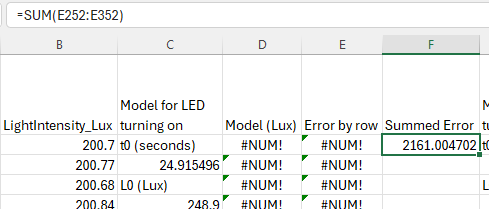 =SUM(E252:E352)
B C D E F
LightIntensity_Lux Model for LED turning on Model (Lux) Error by row Summed Error
200.7 t0 (seconds) #NUM! #NUM! 2161.004702 t0
200.77 24.915496 #NUM! #NUM!
200.68 L0 (Lux) #NUM! #NUM! L
200.84 248.9 #NUM! #NUM!